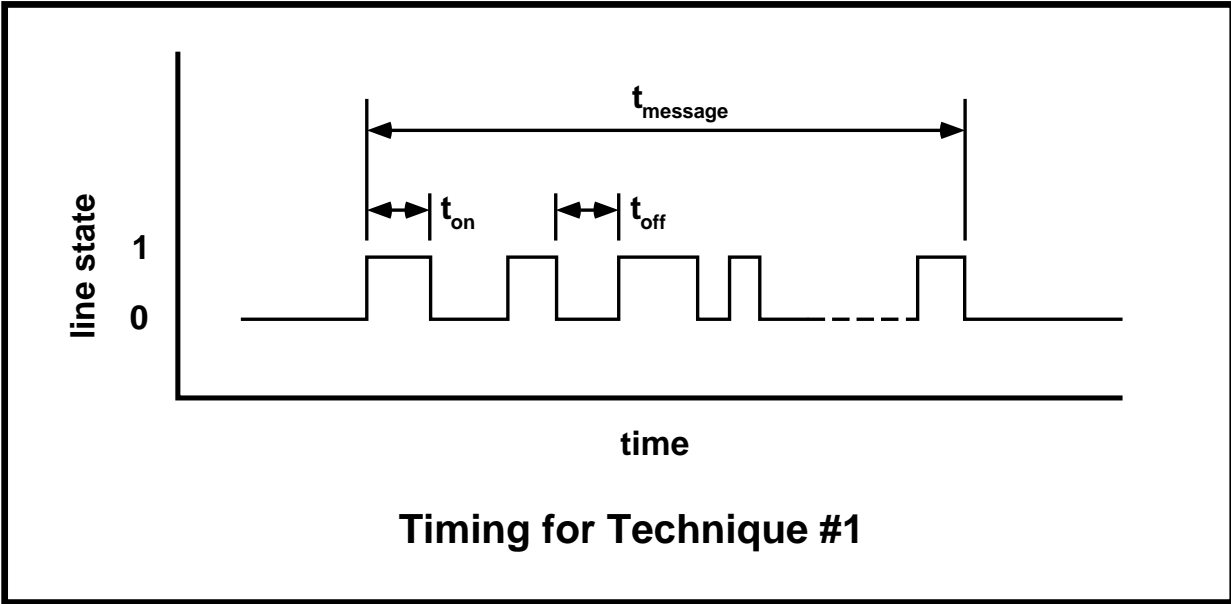 t_message
t_on
t_off
line state
1
0
time
Timing for Technique #1